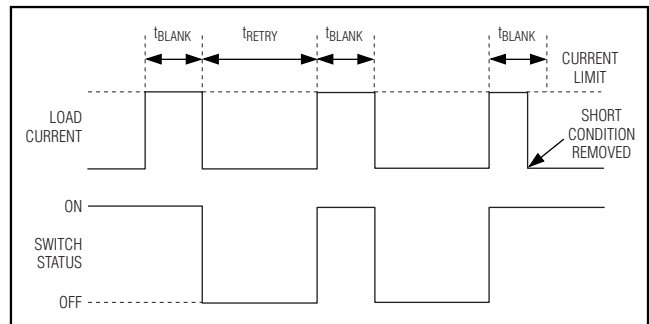 tBLANK
tRETRY
tBLANK
tBLANK
CURRENT
LIMIT
LOAD
CURRENT
SHORT
CONDITION
REMOVED
ON
SWITCH
STATUS
OFF